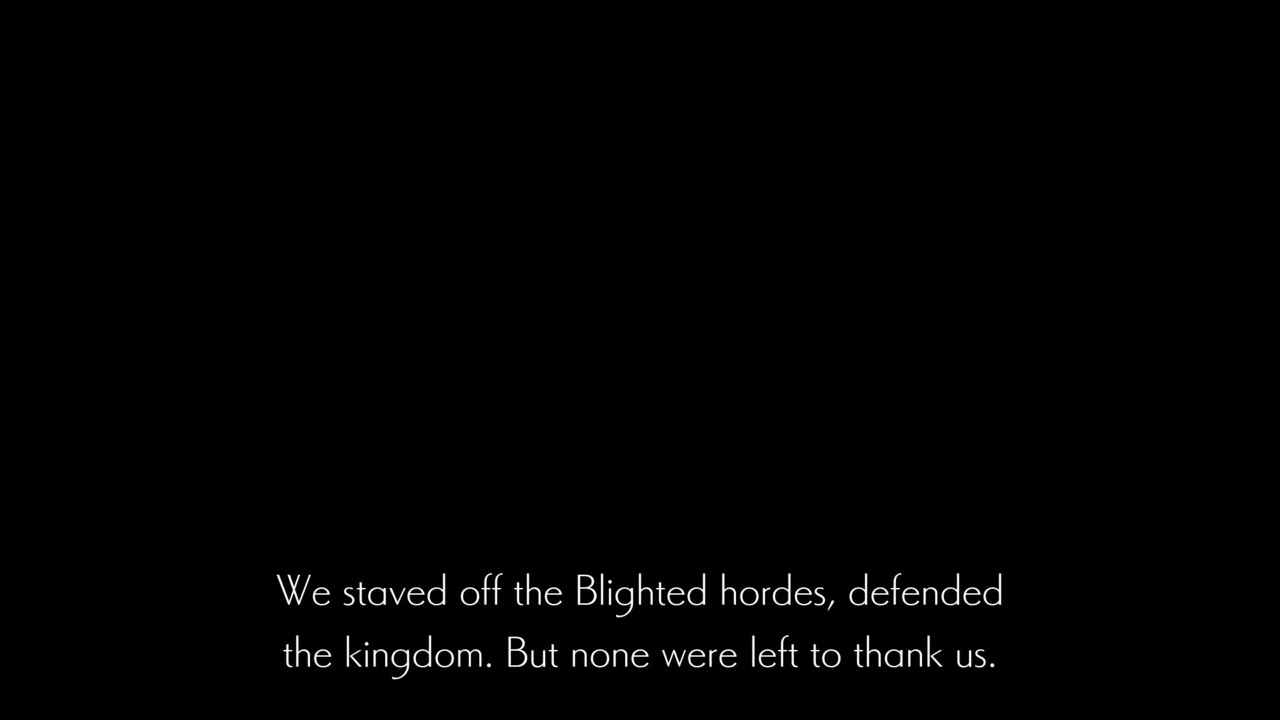 We staved off the Blighted hordes, defended
the kingdom. But none were left to thank us.